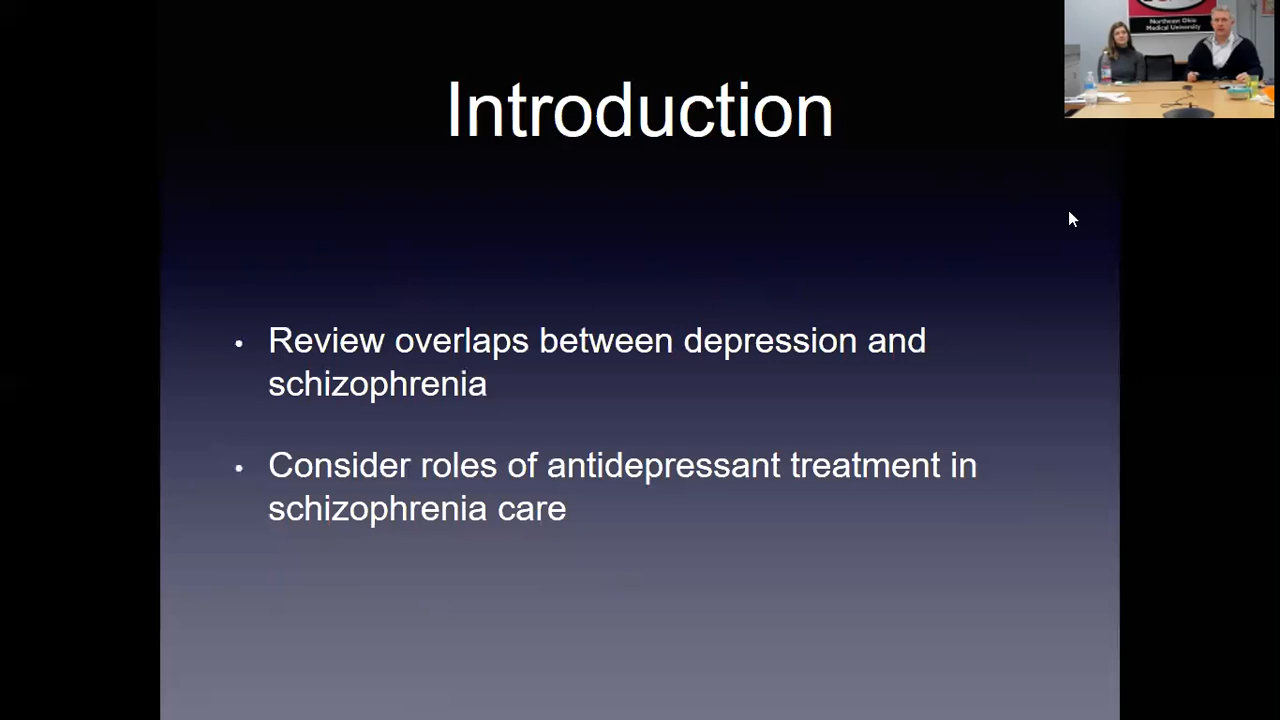 Northeast Ohio
Medical University
Introduction
• Review overlaps between depression and
schizophrenia
• Consider roles of antidepressant treatment in
schizophrenia care